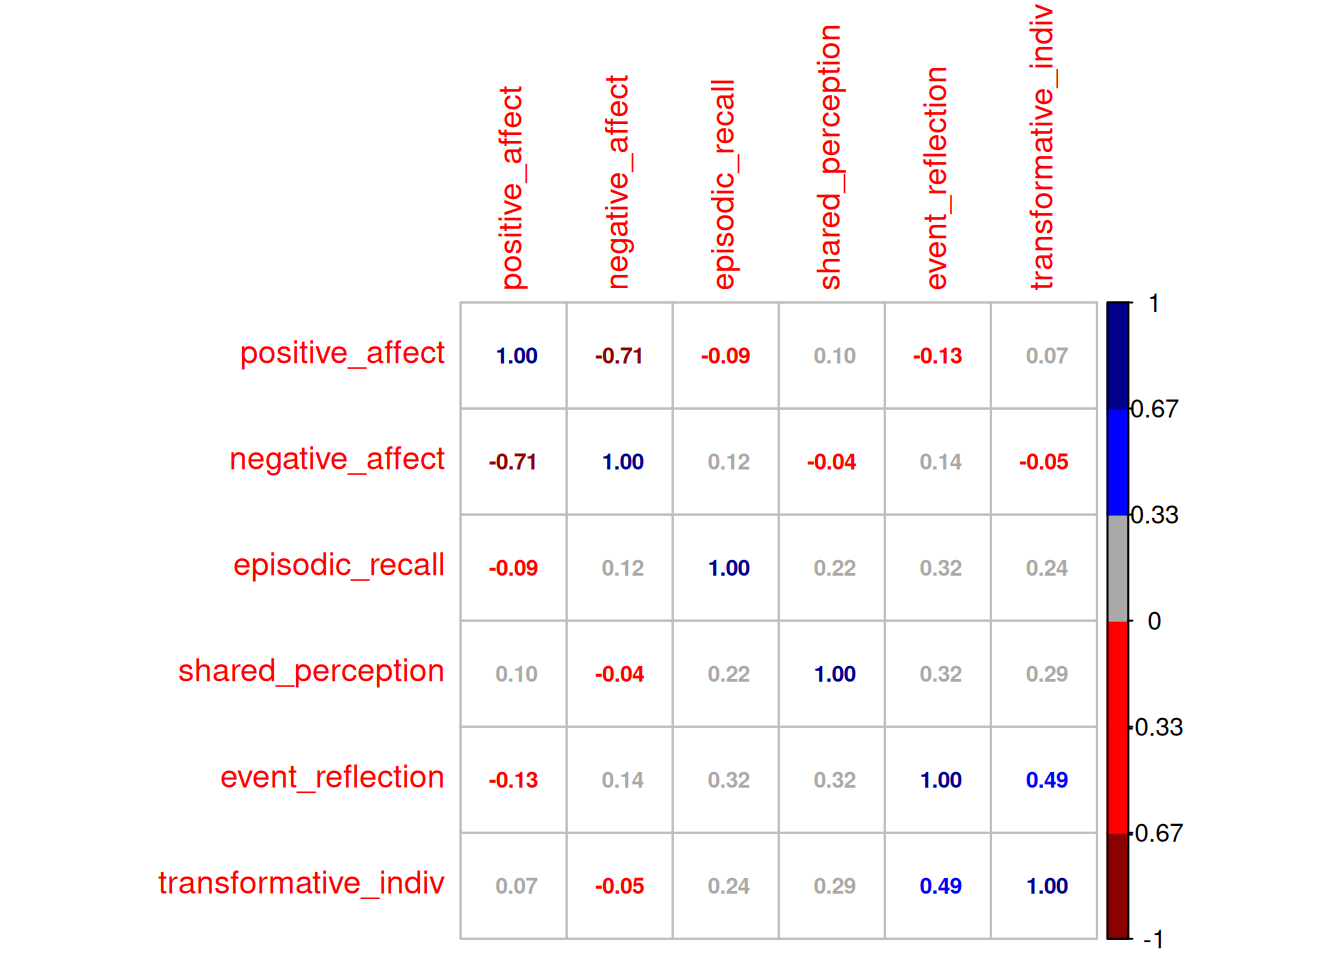 positive_affect
negative_affect
episodic_recall
shared_perception
event_reflection
transformative_indiv
positive_affect 1.00 -0.71 -0.09 0.10 -0.13 0.07
negative_affect -0.71 1.00 0.12 -0.04 0.14 -0.05
episodic_recall -0.09 0.12 1.00 0.22 0.32 0.24
shared_perception 0.10 -0.04 0.22 1.00 0.32 0.29
event_reflection -0.13 0.14 0.32 0.32 1.00 0.49
transformative_indiv 0.07 -0.05 0.24 0.29 0.49 1.00
1
0.67
0.33
0
-0.33
-0.67
-1